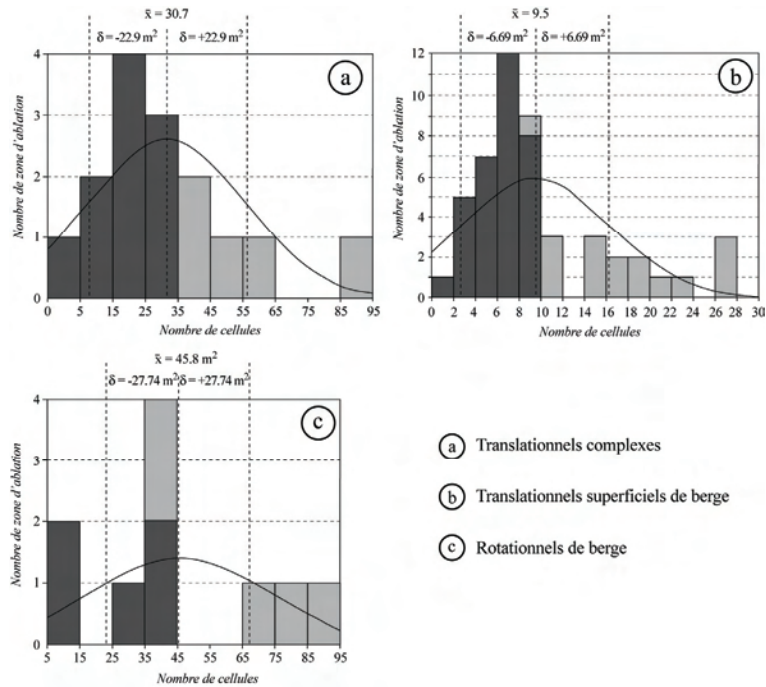 x̄ = 30.7
δ = -22.9 m² δ = +22.9 m²
Nombre de zone d'ablation
4
3
2
1
0
0 5 15 25 35 45 55 65 75 85 95
Nombre de cellules
a
x̄ = 9.5
δ = -6.69 m² δ = +6.69 m²
Nombre de zone d'ablation
12
10
8
6
4
2
0
0 2 4 6 8 10 12 14 16 18 20 22 24 26 28 30
Nombre de cellules
b
x̄ = 45.8 m²
δ = -27.74 m² δ = +27.74 m²
Nombre de zone d'ablation
4
3
2
1
0
5 15 25 35 45 55 65 75 85 95
Nombre de cellules
c
a Translationnels complexes
b Translationnels superficiels de berge
c Rotationnels de berge